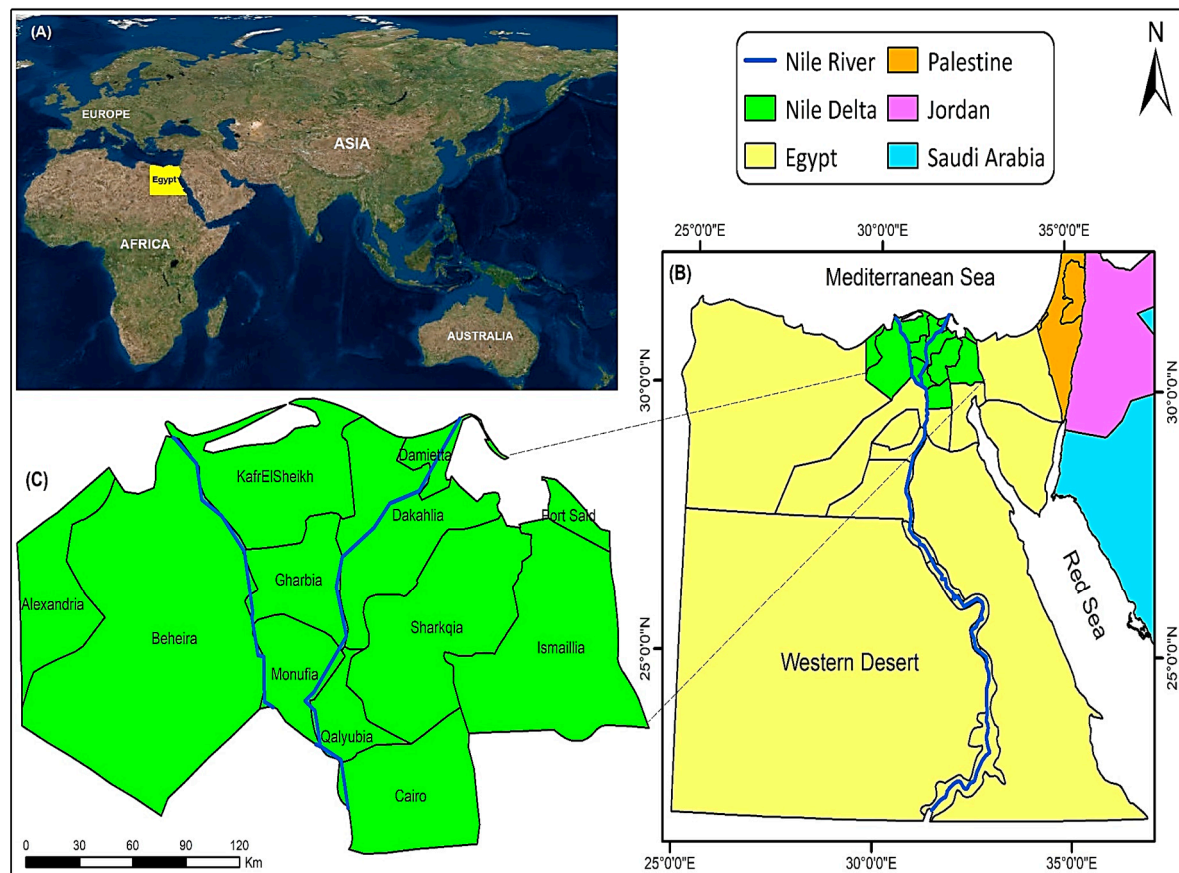 (A)
EUROPE
ASIA
Egypt
AFRICA
AUSTRALIA
N
Nile River
Palestine
Nile Delta
Jordan
Egypt
Saudi Arabia
25°0'0"E
30°0'0"E
35°0'0"E
(B)
Mediterranean Sea
30°0'0"N
30°0'0"N
Red Sea
25°0'0"N
25°0'0"N
Western Desert
25°0'0"E
30°0'0"E
35°0'0"E
(C)
Damietta
KafrElSheikh
Dakahlia
Port Said
Gharbia
Alexandria
Beheira
Sharkqia
Ismaillia
Monufia
Qalyubia
Cairo
0 30 60 90 120
Km